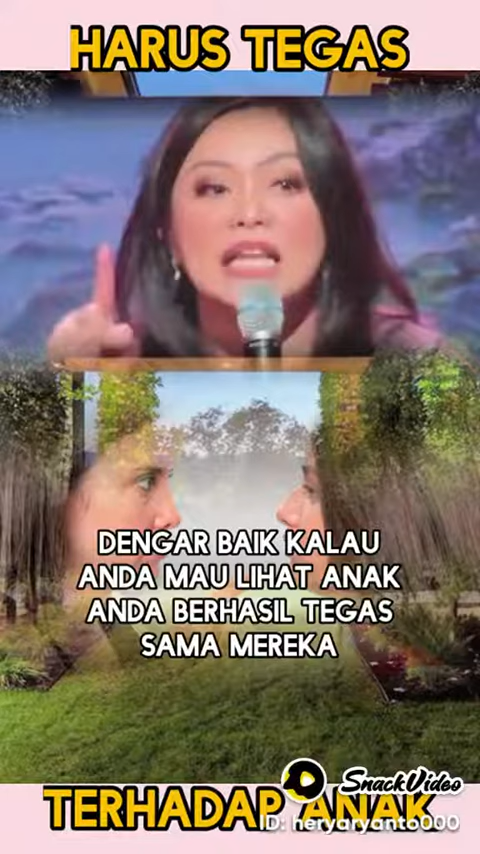 HARUS TEGAS
DENGAR BAIK KALAU
ANDA MAU LIHAT ANAK
ANDA BERHASIL TEGAS
SAMA MEREKA
SnackVideo
TERHADAP ANAK
ID: heryaryanto000